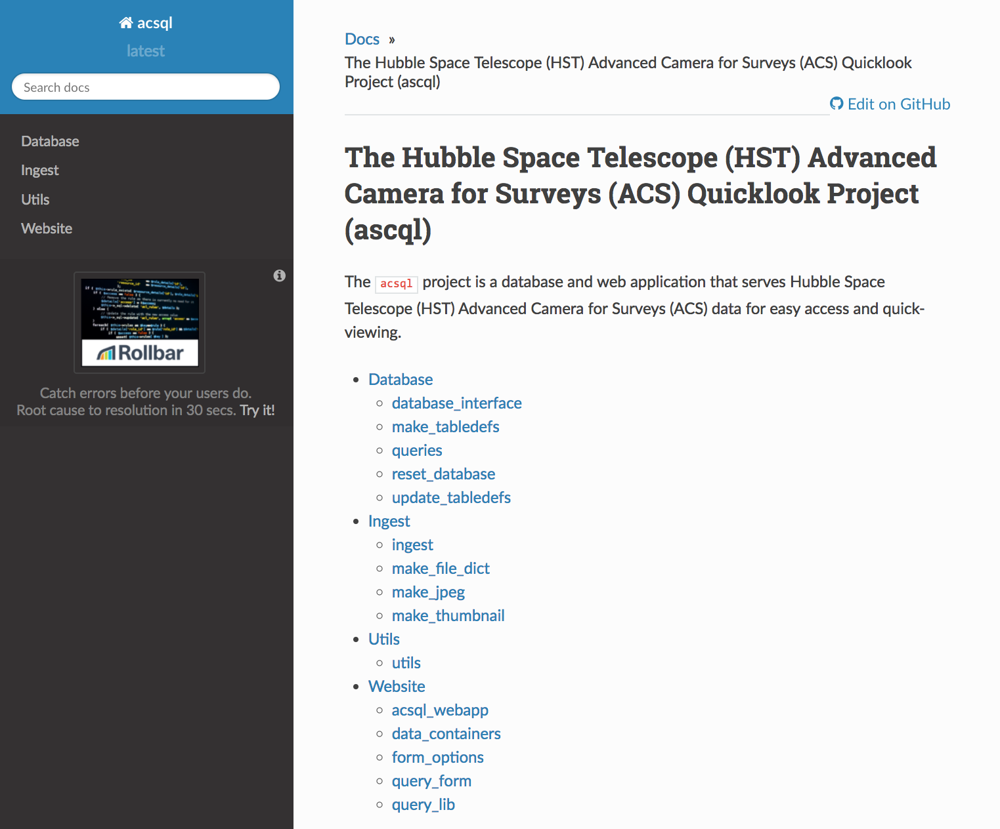 acsql
latest
Search docs
Database
Ingest
Utils
Website
Rollbar
Catch errors before your users do.
Root cause to resolution in 30 secs. Try it!
Docs »
The Hubble Space Telescope (HST) Advanced Camera for Surveys (ACS) Quicklook
Project (ascql)
Edit on GitHub
The Hubble Space Telescope (HST) Advanced
Camera for Surveys (ACS) Quicklook Project
(ascql)
The acsql project is a database and web application that serves Hubble Space
Telescope (HST) Advanced Camera for Surveys (ACS) data for easy access and quick-
viewing.
Database
database_interface
make_tabledefs
queries
reset_database
update_tabledefs
Ingest
ingest
make_file_dict
make_jpeg
make_thumbnail
Utils
utils
Website
acsql_webapp
data_containers
form_options
query_form
query_lib